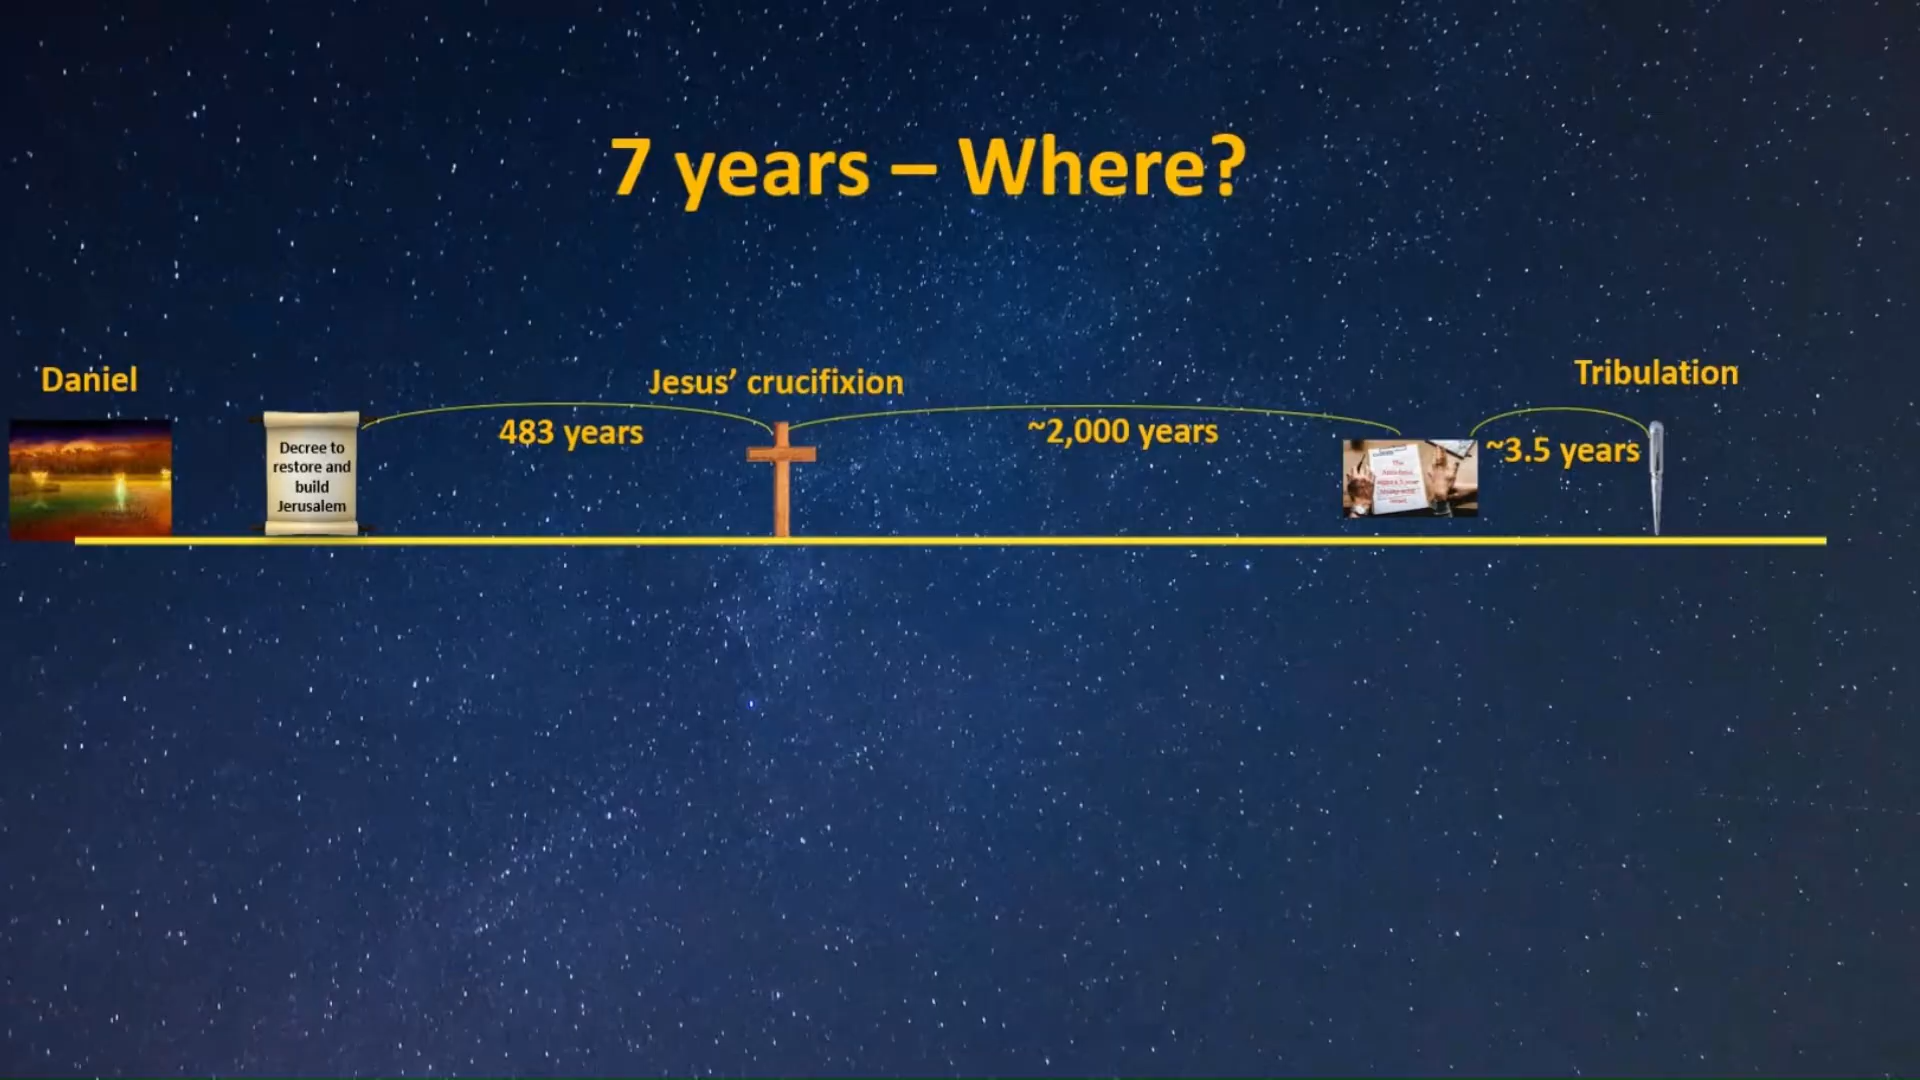 7 years – Where?
Daniel
Jesus’ crucifixion
Tribulation
483 years
~2,000 years
~3.5 years
Decree to
restore and
build
Jerusalem
The